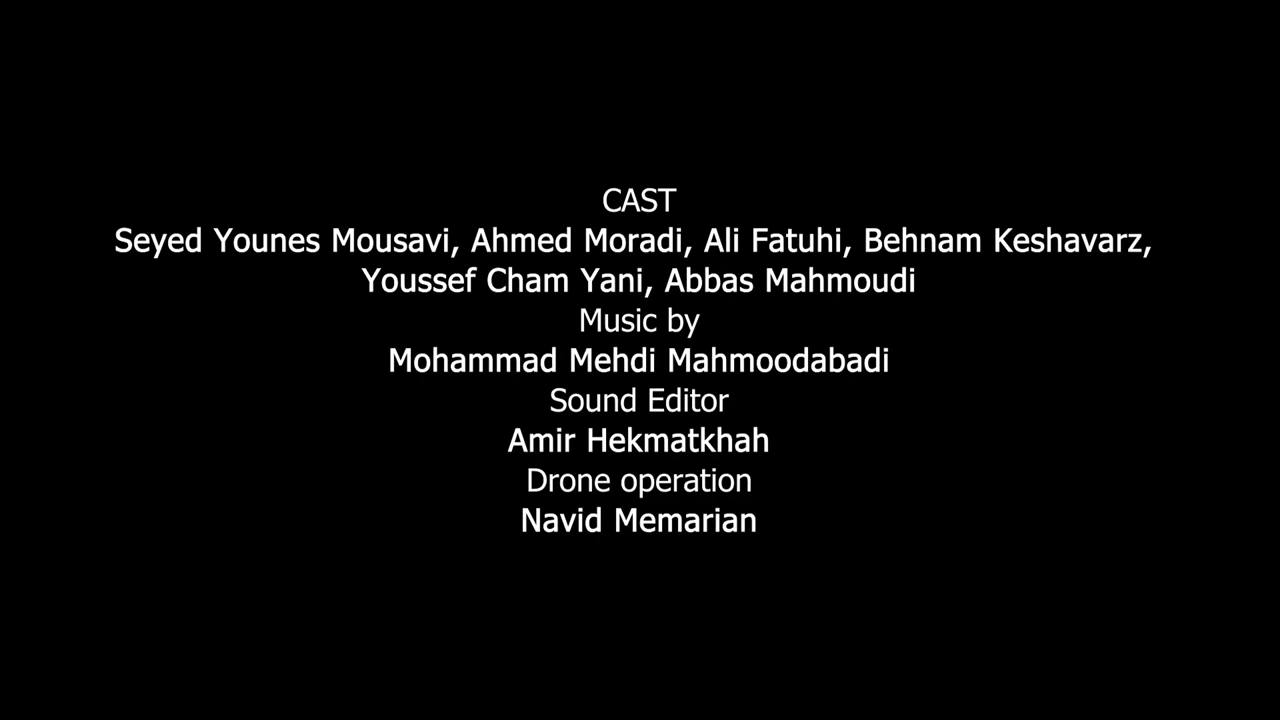 CAST
Seyed Younes Mousavi, Ahmed Moradi, Ali Fatuhi, Behnam Keshavarz,
Youssef Cham Yani, Abbas Mahmoudi
Music by
Mohammad Mehdi Mahmoodabadi
Sound Editor
Amir Hekmatkhah
Drone operation
Navid Memarian